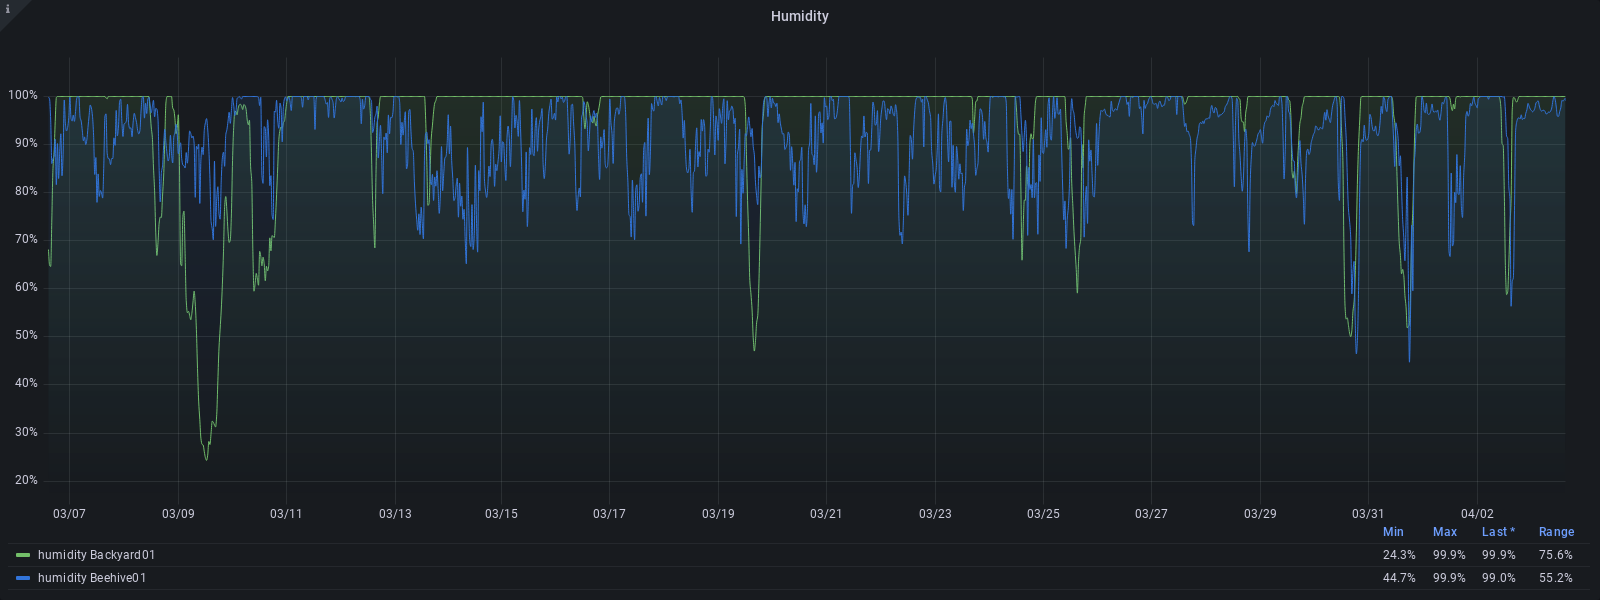 i
Humidity
100%
90%
80%
70%
60%
50%
40%
30%
20%
03/07 03/09 03/11 03/13 03/15 03/17 03/19 03/21 03/23 03/25 03/27 03/29 03/31 04/02
Min Max Last * Range
humidity Backyard01 24.3% 99.9% 99.9% 75.6%
humidity Beehive01 44.7% 99.9% 99.0% 55.2%